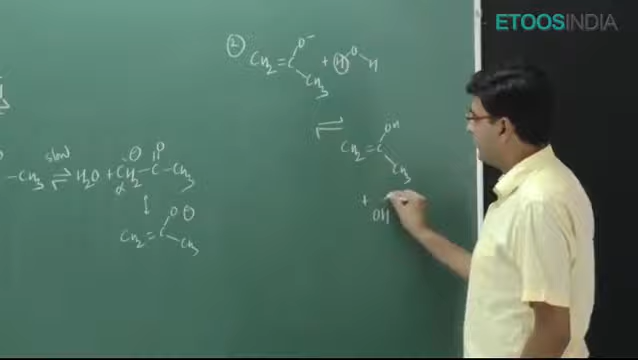 ETOOSINDIA
② CH₂=C O⁻ CH₃ + H O H
⇌
CH₂=C OH CH₃
+ OH
–CH₃ slow ⇌ H₂O + CH₂ ⊖ – C O – CH₃
α
↕
CH₂=C O ⊖ CH₃